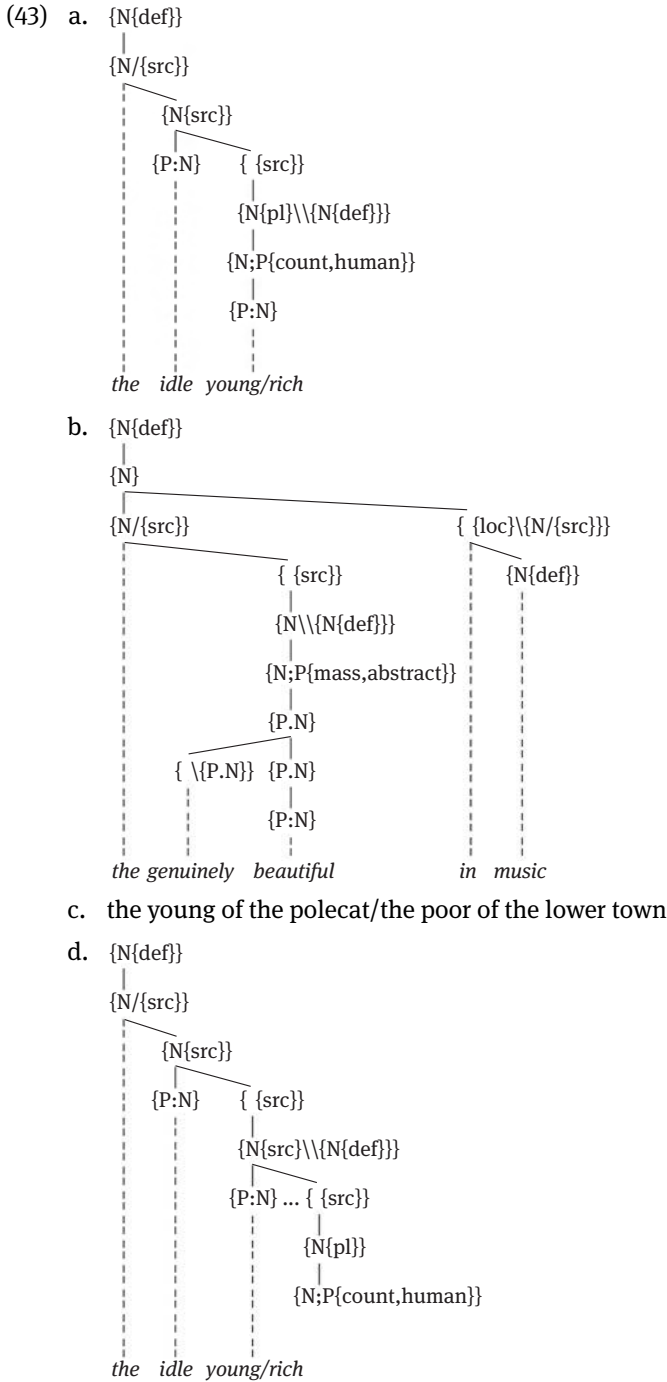 (43) a. {N{def}}
{N/{src}}
{N{src}}
{P:N} { {src}}
{N{pl}\\{N{def}}}
{N;P{count,human}}
{P:N}
the idle young/rich
b. {N{def}}
{N}
{N/{src}} { {loc}\{N/{src}}}
{ {src}} {N{def}}
{N\\{N{def}}}
{N;P{mass,abstract}}
{P.N}
{ \{P.N}} {P.N}
{P:N}
the genuinely beautiful in music
c. the young of the polecat/the poor of the lower town
d. {N{def}}
{N/{src}}
{N{src}}
{P:N} { {src}}
{N{src}\\{N{def}}}
{P:N} ... { {src}}
{N{pl}}
{N;P{count,human}}
the idle young/rich